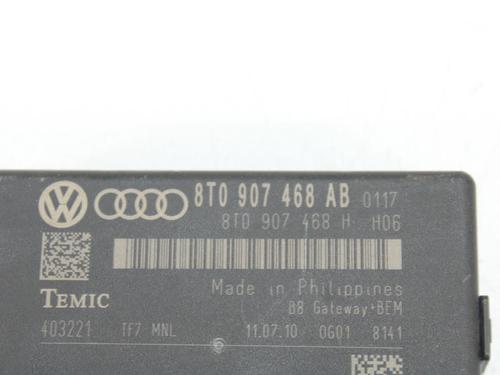 8T0 907 468 AB 0117
8T0 907 468 H H06
Made in Philippines
B8 Gateway+BEM
TEMIC
403221 TF7 MNL 11.07.10 0601 8141